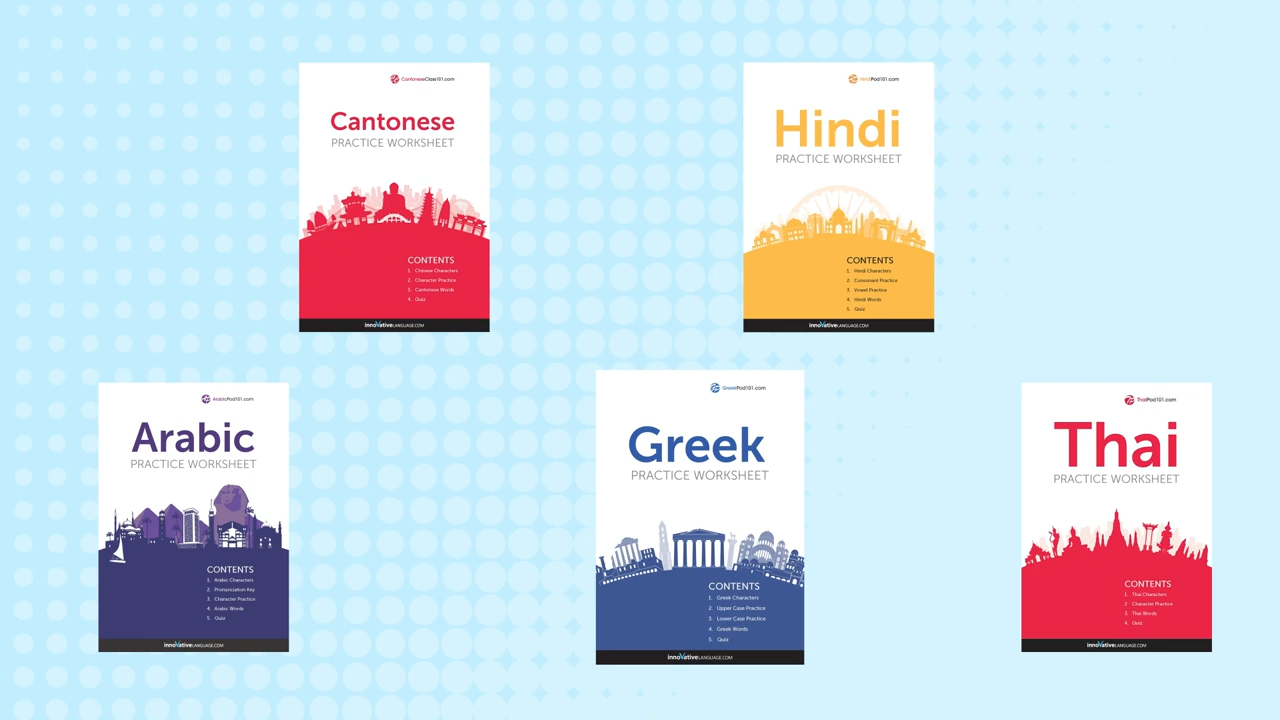 CantoneseClass101.com
Cantonese
PRACTICE WORKSHEET
CONTENTS
1. Chinese Characters
2. Character Practice
3. Cantonese Words
4. Quiz
innoVativeLANGUAGE.COM
HindiPod101.com
Hindi
PRACTICE WORKSHEET
CONTENTS
1. Hindi Characters
2. Consonant Practice
3. Vowel Practice
4. Hindi Words
5. Quiz
innoVativeLANGUAGE.COM
ArabicPod101.com
Arabic
PRACTICE WORKSHEET
CONTENTS
1. Arabic Characters
2. Pronunciation Key
3. Character Practice
4. Arabic Words
5. Quiz
innoVativeLANGUAGE.COM
GreekPod101.com
Greek
PRACTICE WORKSHEET
CONTENTS
1. Greek Characters
2. Upper Case Practice
3. Lower Case Practice
4. Greek Words
5. Quiz
innoVativeLANGUAGE.COM
ThaiPod101.com
Thai
PRACTICE WORKSHEET
CONTENTS
1. Thai Characters
2. Character Practice
3. Thai Words
4. Quiz
innoVativeLANGUAGE.COM